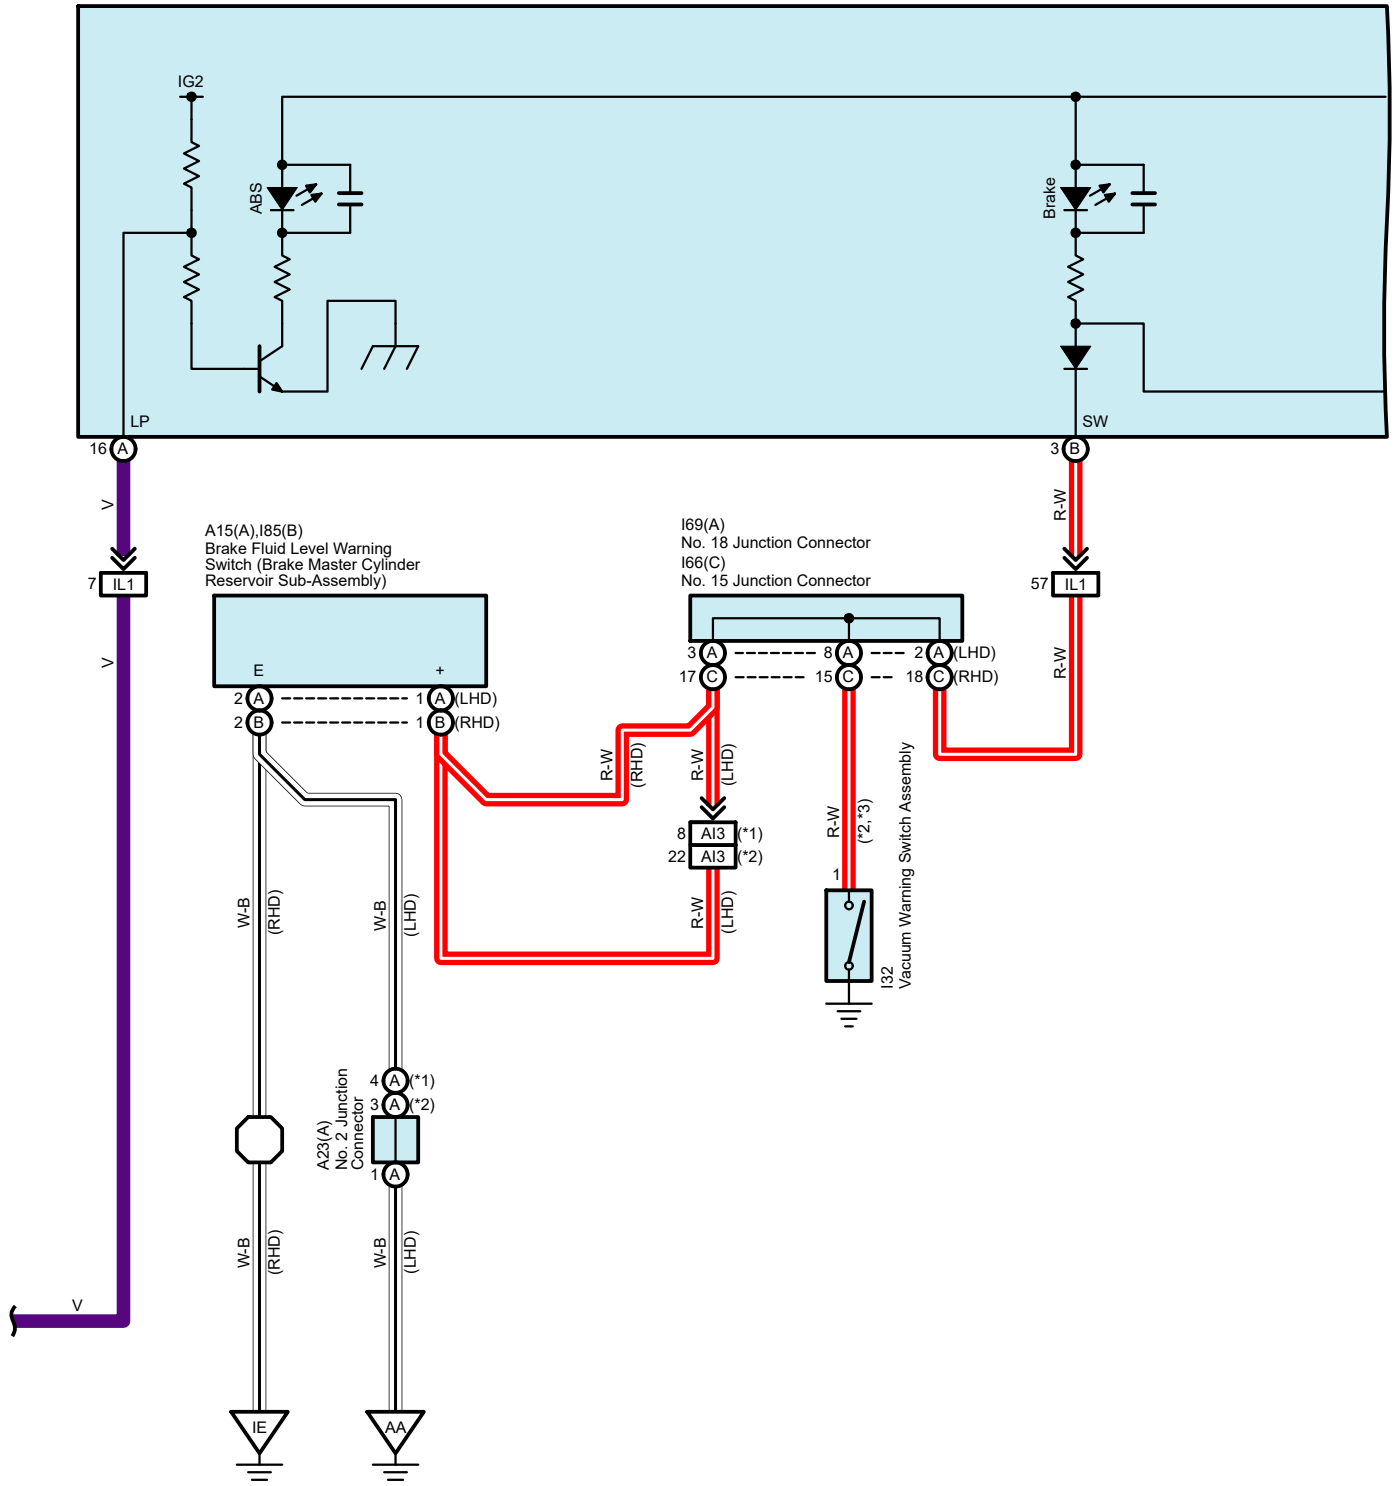 IG2
ABS
Brake
LP
SW
16 A
3 B
V
R-W
A15(A),I85(B)
Brake Fluid Level Warning
Switch (Brake Master Cylinder
Reservoir Sub-Assembly)
I69(A)
No. 18 Junction Connector
I66(C)
No. 15 Junction Connector
7 IL1
57 IL1
V
R-W
E +
3 A 8 A 2 A (LHD)
17 C 15 C 18 C (RHD)
2 A 1 A (LHD)
2 B 1 B (RHD)
R-W
(RHD)
R-W
(LHD)
R-W
(*2,*3)
8 AI3 (*1)
22 AI3 (*2)
1
I32
Vacuum Warning Switch Assembly
W-B
(RHD)
W-B
(LHD)
R-W
(LHD)
4 A (*1)
3 A (*2)
A23(A)
No. 2 Junction
Connector
1 A
W-B
(RHD)
W-B
(LHD)
V
IE
AA